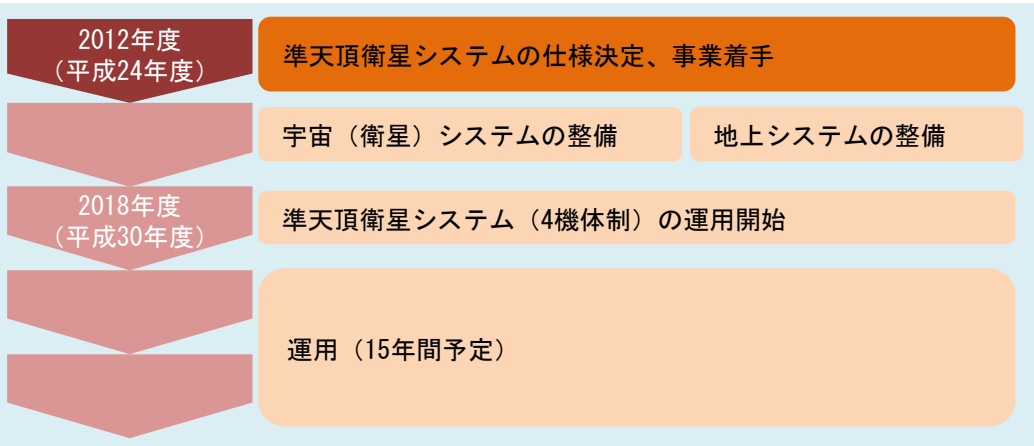 2012年度
（平成24年度）
準天頂衛星システムの仕様決定、事業着手
宇宙（衛星）システムの整備
地上システムの整備
2018年度
（平成30年度）
準天頂衛星システム（4機体制）の運用開始
運用（15年間予定）